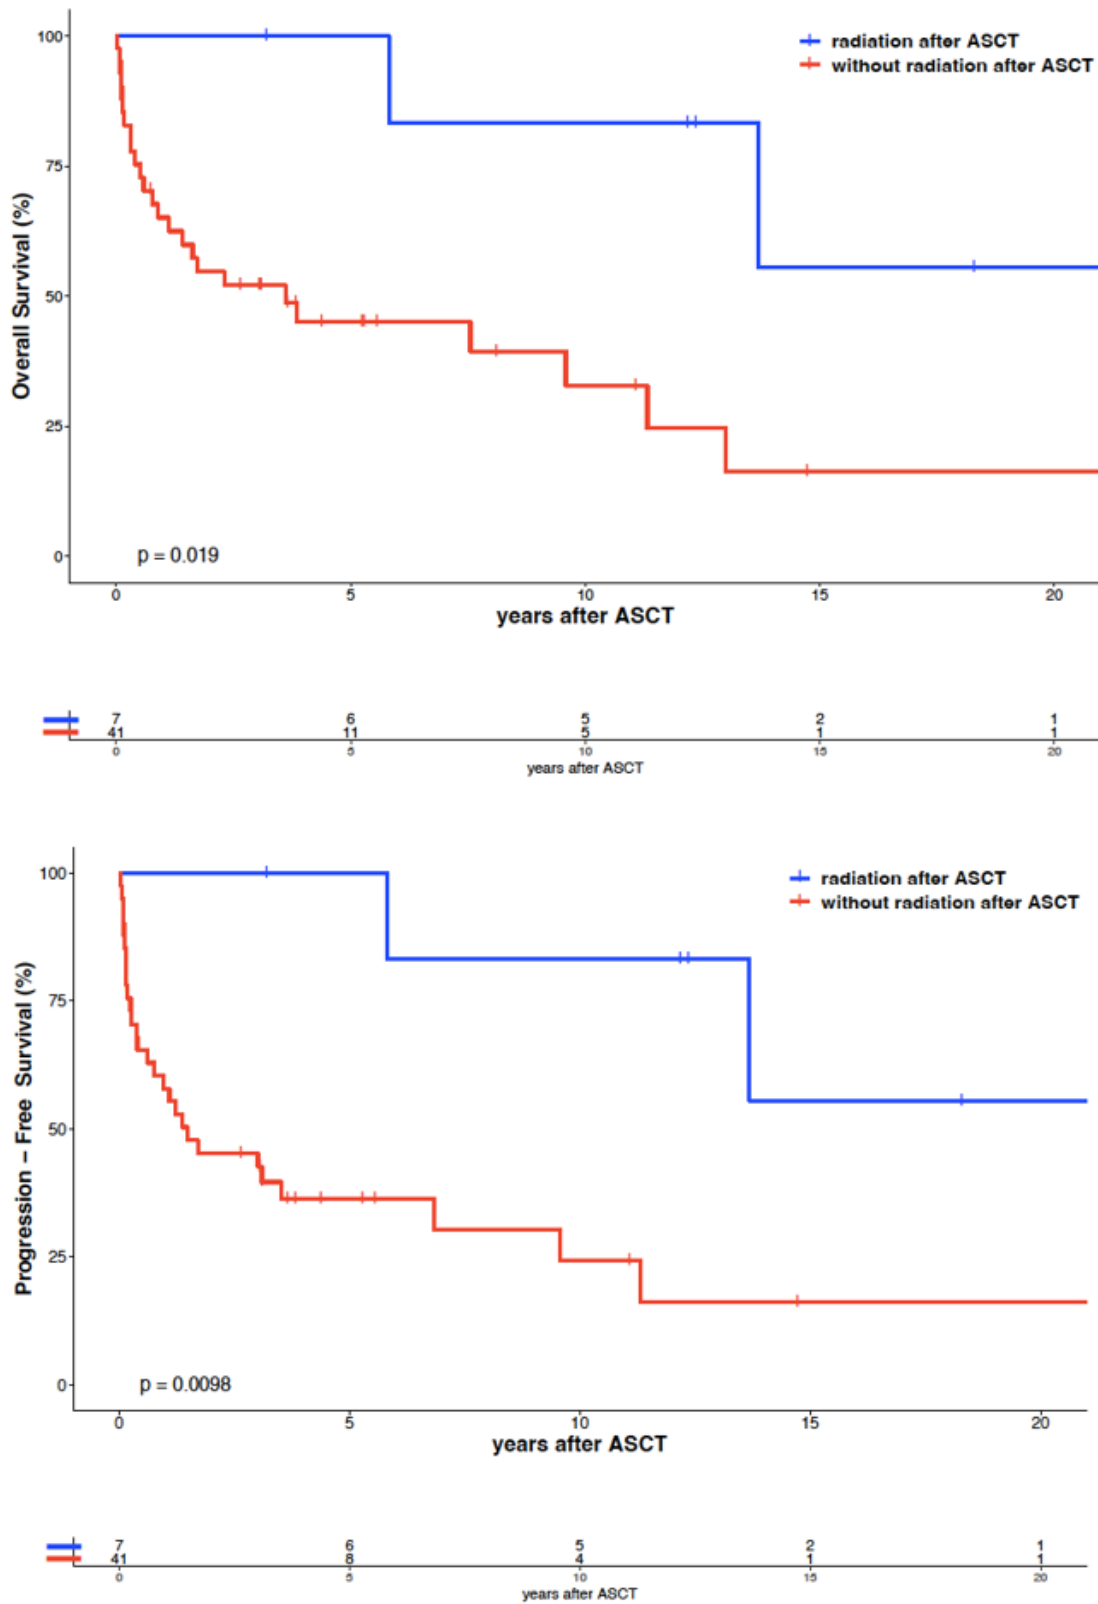 100
radiation after ASCT
without radiation after ASCT
75
Overall Survival (%)
50
25
0
p = 0.019
0 5 10 15 20
years after ASCT
7 6 5 2 1
41 11 5 1 1
0 5 10 15 20
years after ASCT
100
radiation after ASCT
without radiation after ASCT
75
Progression – Free Survival (%)
50
25
0
p = 0.0098
0 5 10 15 20
years after ASCT
7 6 5 2 1
41 8 4 1 1
0 5 10 15 20
years after ASCT